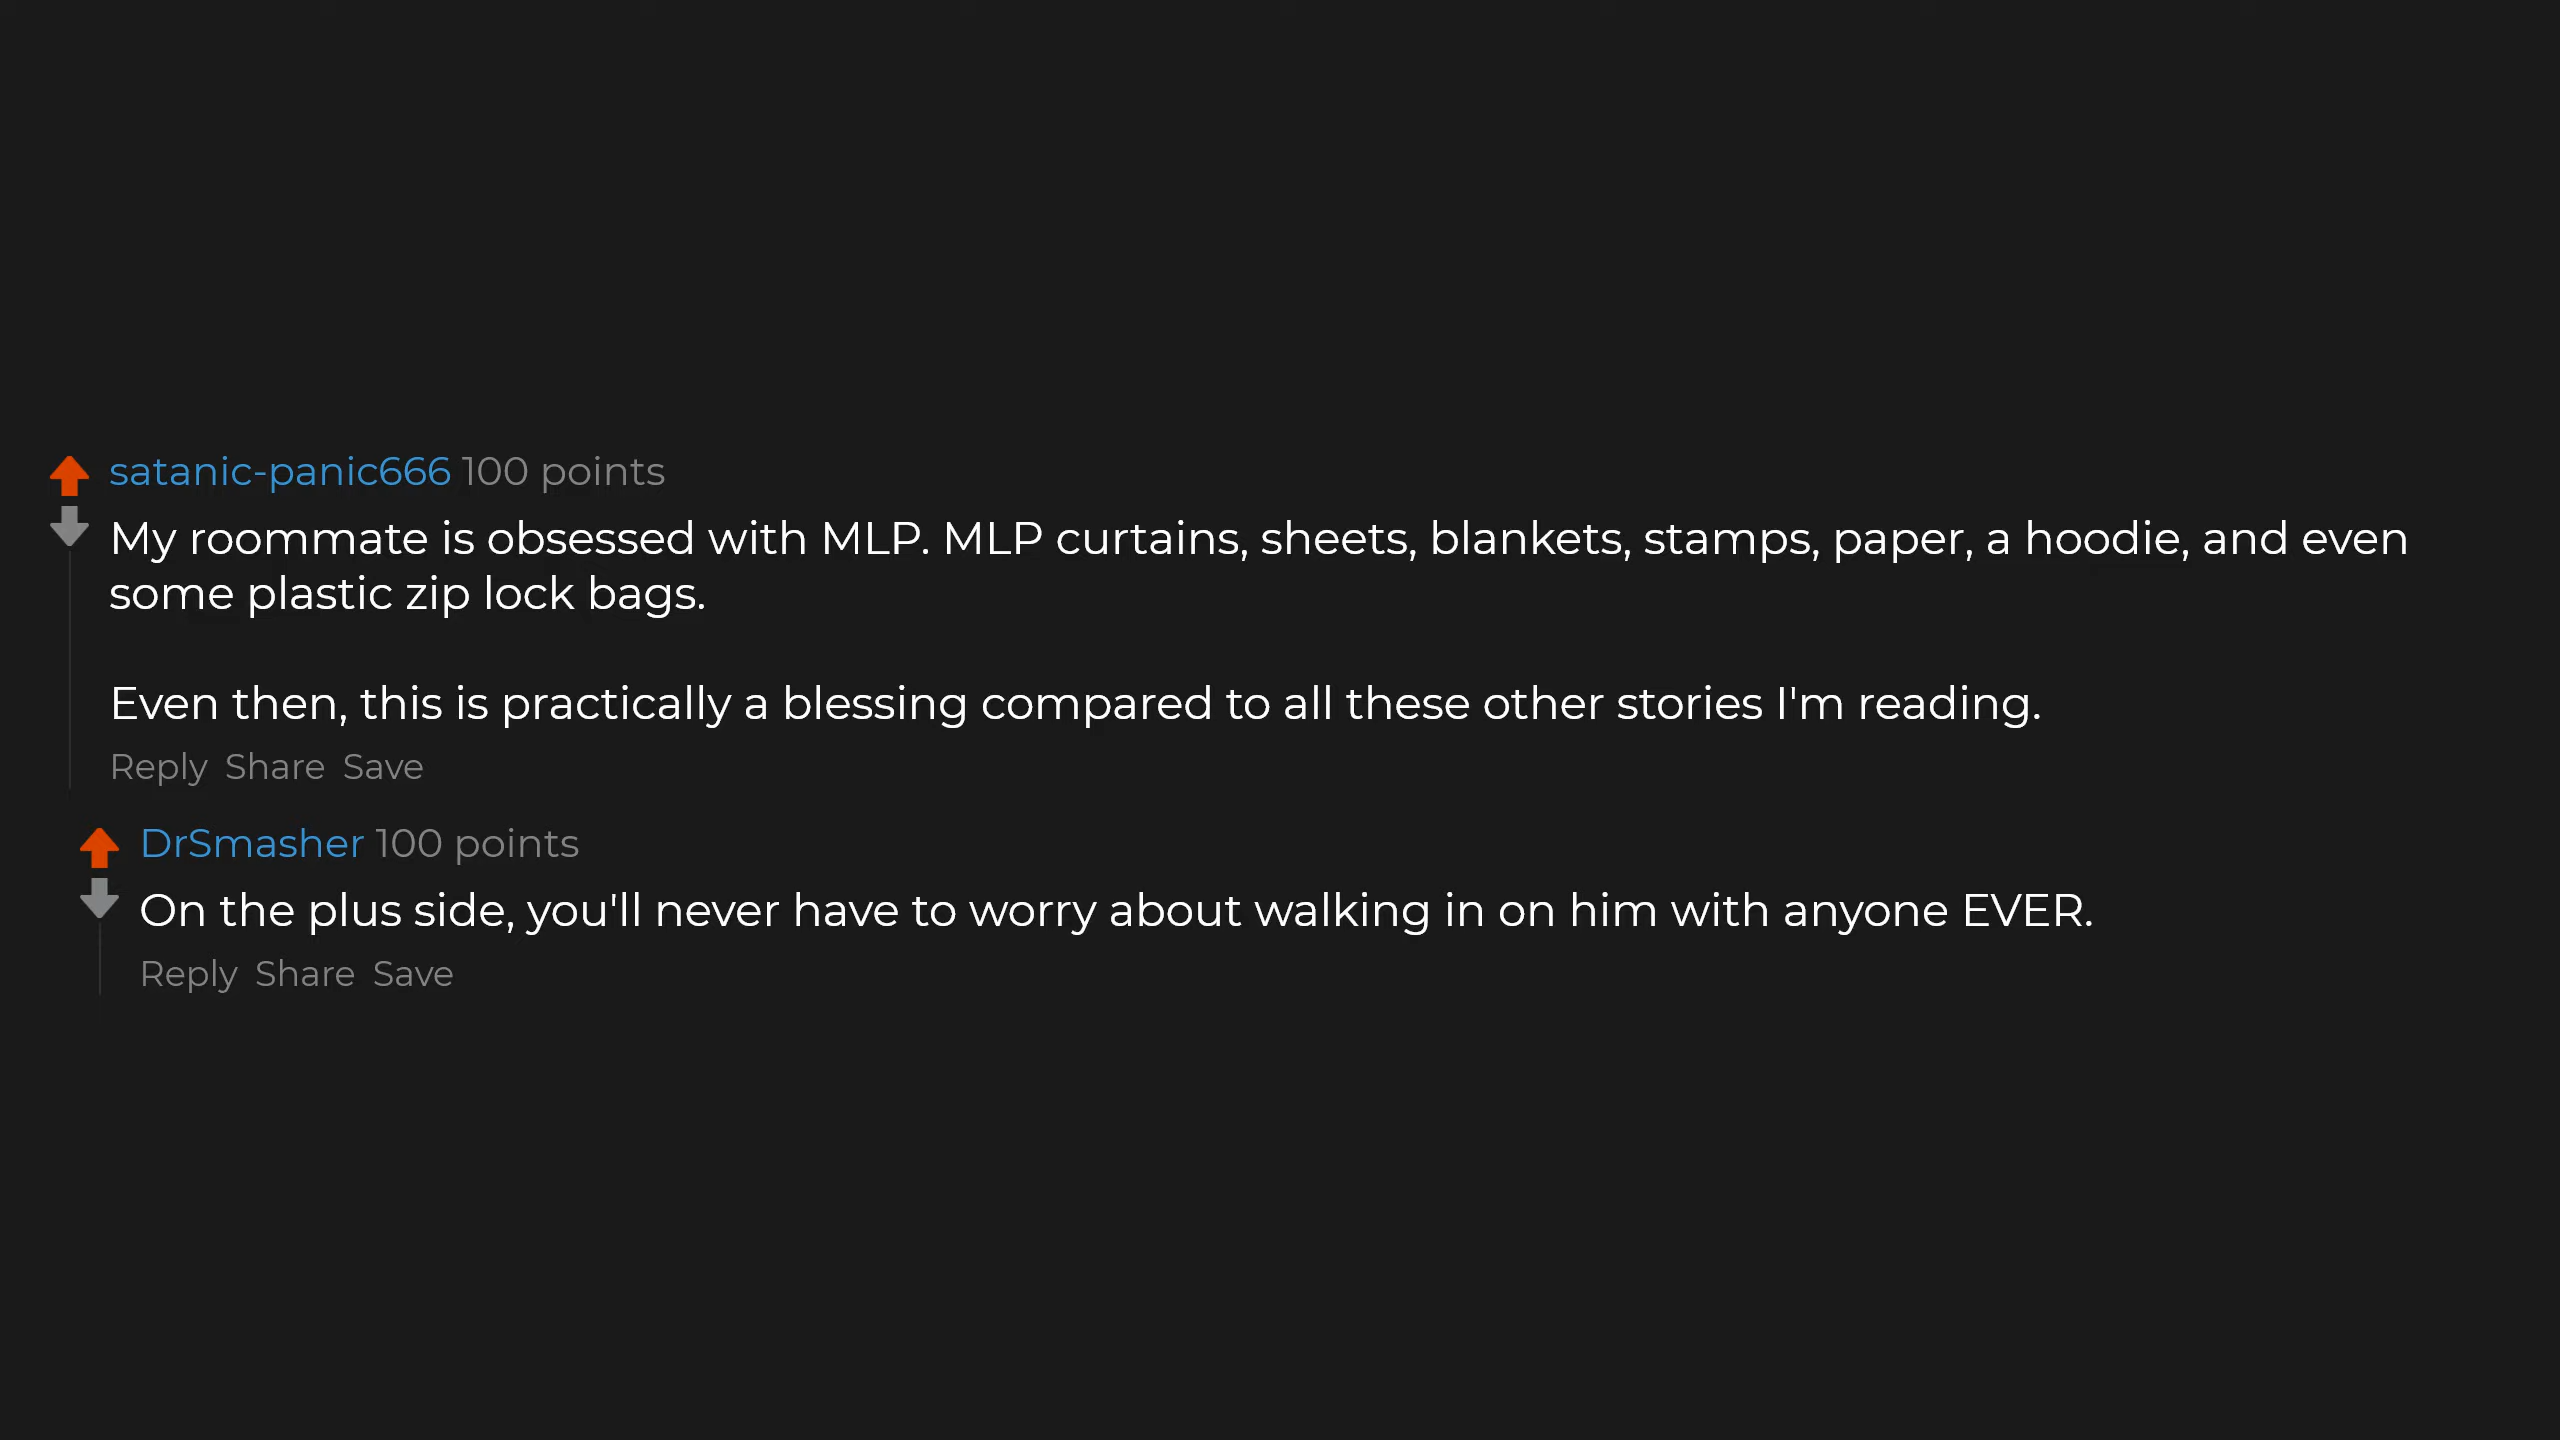 satanic-panic666 100 points
My roommate is obsessed with MLP. MLP curtains, sheets, blankets, stamps, paper, a hoodie, and even
some plastic zip lock bags.
Even then, this is practically a blessing compared to all these other stories I'm reading.
Reply Share Save
DrSmasher 100 points
On the plus side, you'll never have to worry about walking in on him with anyone EVER.
Reply Share Save